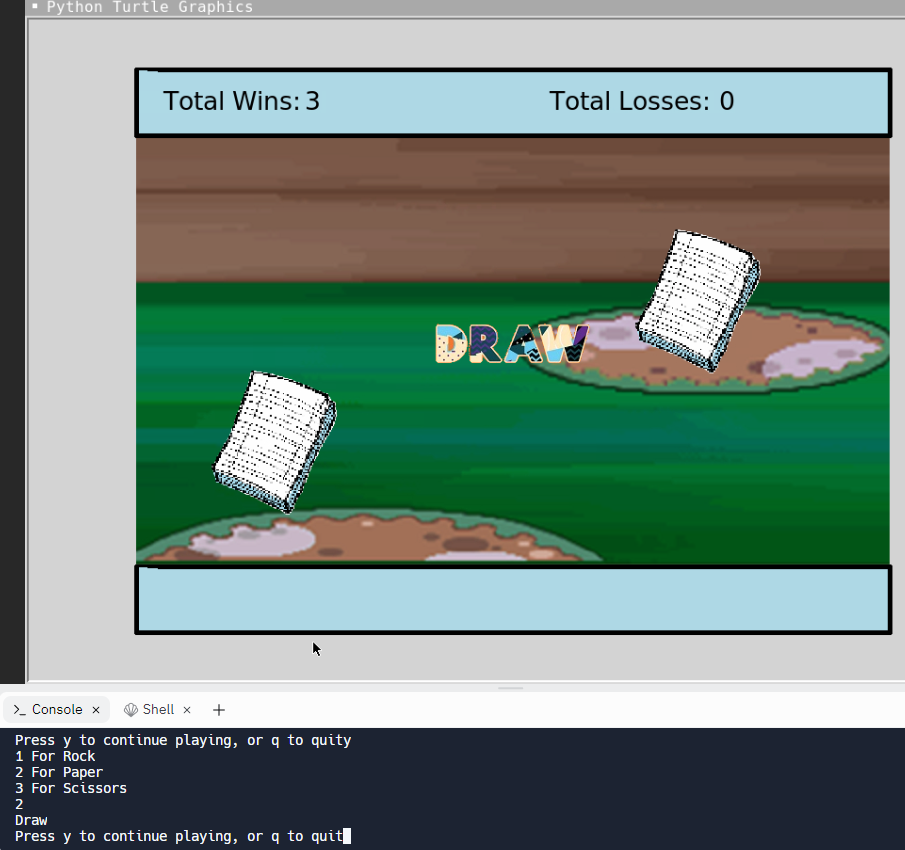 Python Turtle Graphics
Total Wins: 3 Total Losses: 0
DRAW
>_ Console × Shell × +
Press y to continue playing, or q to quity
1 For Rock
2 For Paper
3 For Scissors
2
Draw
Press y to continue playing, or q to quit